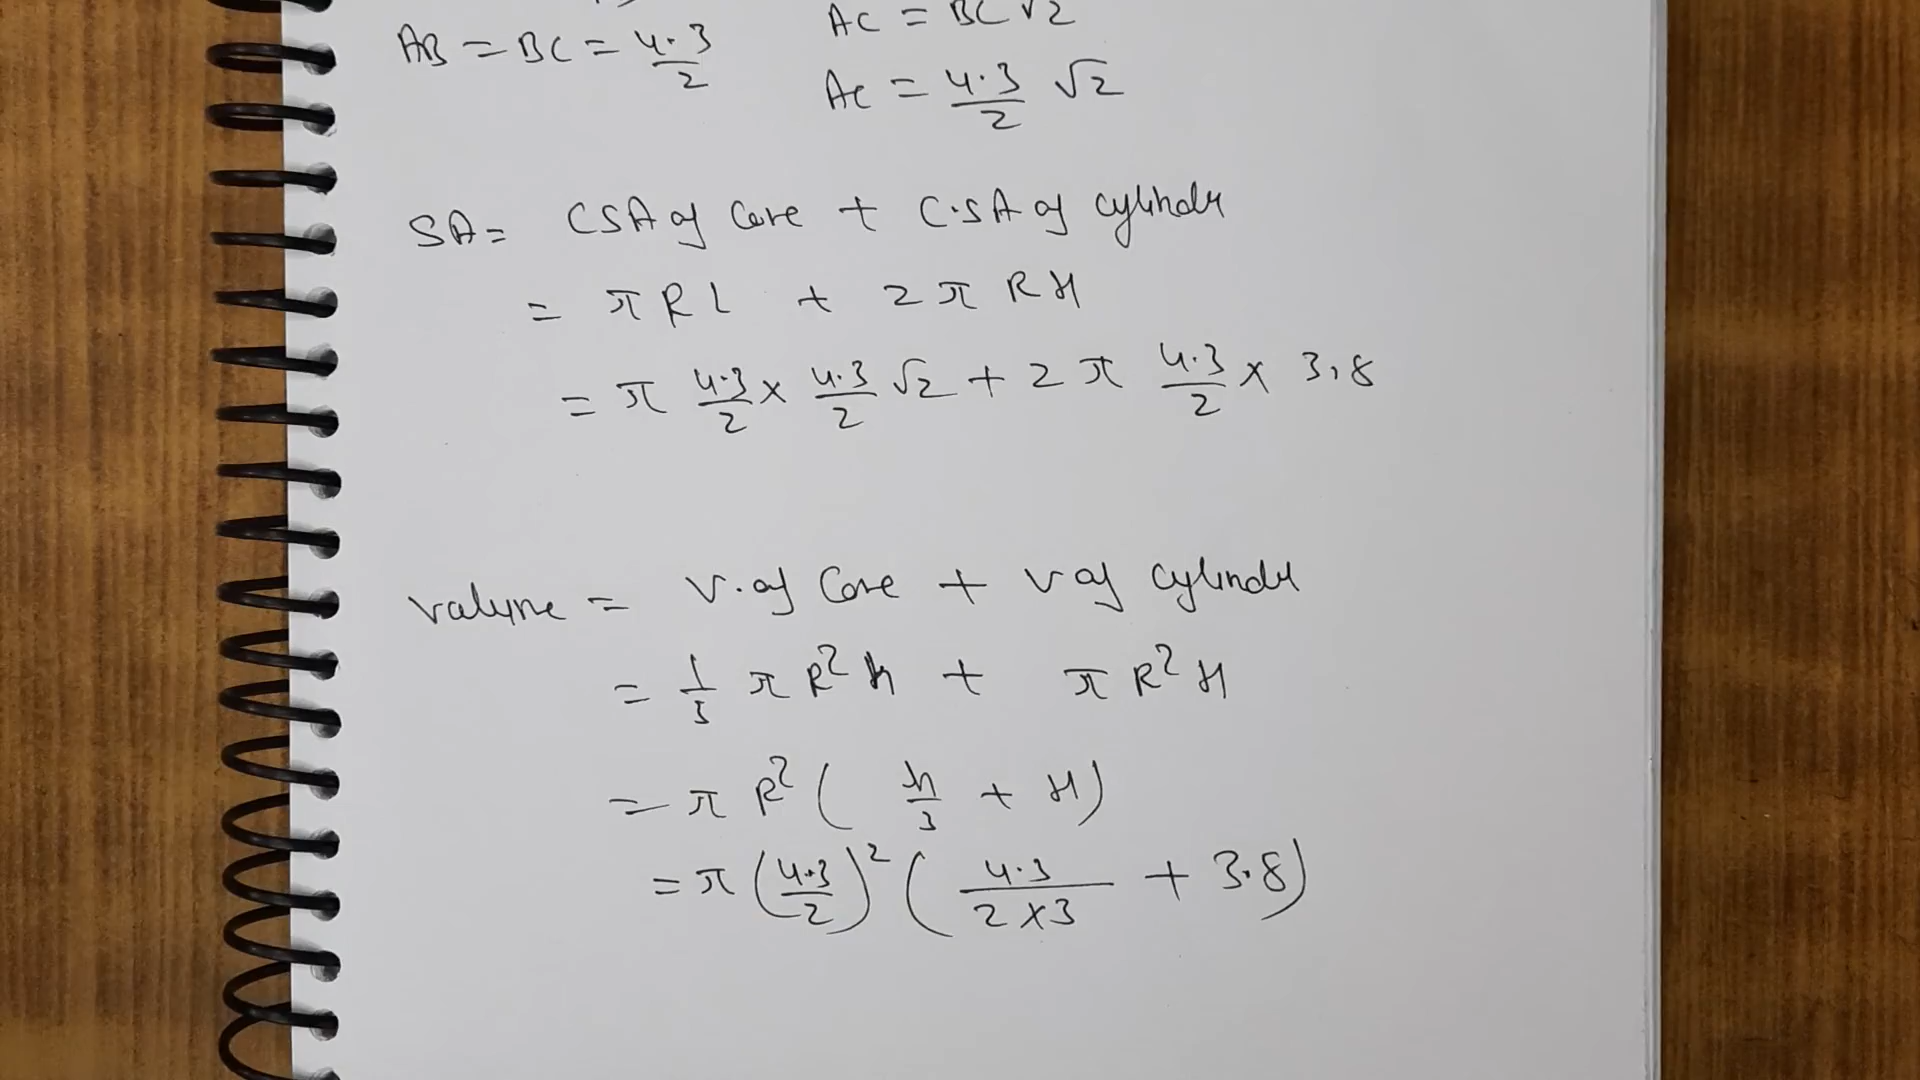 AB = BC = 4.3/2
AC = BC √2
AC = 4.3/2 √2
SA = CSA of Cone + C.SA of cylinder
= π R L + 2 π R H
= π 4.3/2 × 4.3/2 √2 + 2 π 4.3/2 × 3.8
Volume = V. of Cone + V of cylinder
= 1/3 π R² h + π R² H
= π R² ( h/3 + H )
= π (4.3/2)² ( 4.3/2×3 + 3.8 )